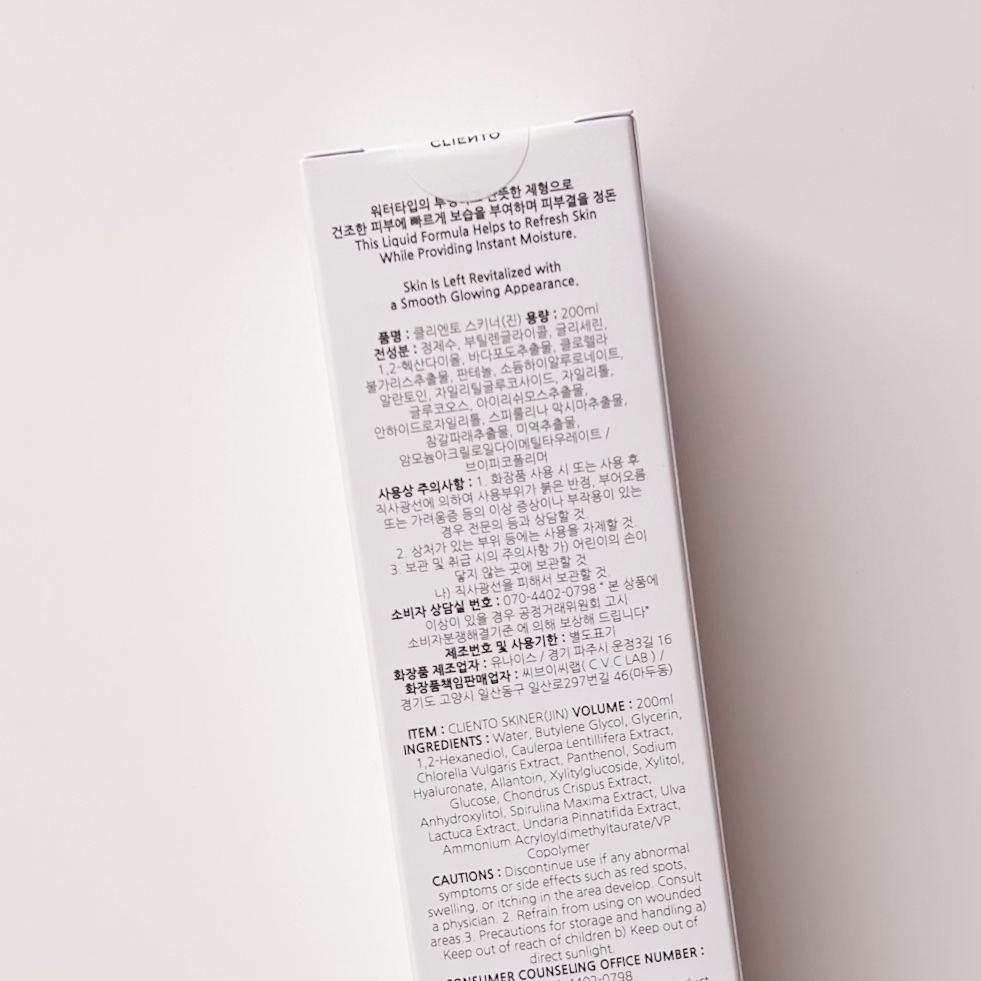 CLIENTO
워터타입의 산뜻한 제형으로
건조한 피부에 빠르게 보습을 부여하며 피부결을 정돈
This Liquid Formula Helps to Refresh Skin
While Providing Instant Moisture.
Skin Is Left Revitalized with
a Smooth Glowing Appearance.
품명 : 클리엔토 스키너(진) 용량 : 200ml
전성분 : 정제수, 부틸렌글라이콜, 글리세린,
1,2-헥산다이올, 바다포도추출물, 클로렐라
불가리스추출물, 판테놀, 소듐하이알루로네이트,
알란토인, 자일리틸글루코사이드, 자일리톨,
글루코오스, 아이리쉬모스추출물,
안하이드로자일리톨, 스피룰리나 막시마추출물,
참갈파래추출물, 미역추출물,
암모늄아크릴로일다이메틸타우레이트 /
브이피코폴리머
사용상 주의사항 : 1. 화장품 사용 시 또는 사용 후
직사광선에 의하여 사용부위가 붉은 반점, 부어오름
또는 가려움증 등의 이상 증상이나 부작용이 있는
경우 전문의 등과 상담할 것.
2. 상처가 있는 부위 등에는 사용을 자제할 것.
3. 보관 및 취급 시의 주의사항 가) 어린이의 손이
닿지 않는 곳에 보관할 것
나) 직사광선을 피해서 보관할 것.
소비자 상담실 번호 : 070-4402-0798 * 본 상품에
이상이 있을 경우 공정거래위원회 고시
소비자분쟁해결기준 에 의해 보상해 드립니다*
제조번호 및 사용기한 : 별도표기
화장품 제조업자 : 유나이스 / 경기 파주시 운정3길 16
화장품책임판매업자 : 씨브이씨랩( C.V.C LAB ) /
경기도 고양시 일산동구 일산로297번길 46(마두동)
ITEM : CLIENTO SKINER(JIN) VOLUME : 200ml
INGREDIENTS : Water, Butylene Glycol, Glycerin,
1,2-Hexanediol, Caulerpa Lentillifera Extract,
Chlorella Vulgaris Extract, Panthenol, Sodium
Hyaluronate, Allantoin, Xylitylglucoside, Xylitol,
Glucose, Chondrus Crispus Extract,
Anhydroxylitol, Spirulina Maxima Extract, Ulva
Lactuca Extract, Undaria Pinnatifida Extract,
Ammonium Acryloyldimethyltaurate/VP
Copolymer
CAUTIONS : Discontinue use if any abnormal
symptoms or side effects such as red spots,
swelling, or itching in the area develop. Consult
a physician. 2. Refrain from using on wounded
areas.3. Precautions for storage and handling a)
Keep out of reach of children b) Keep out of
direct sunlight.
CONSUMER COUNSELING OFFICE NUMBER :
4402-0798